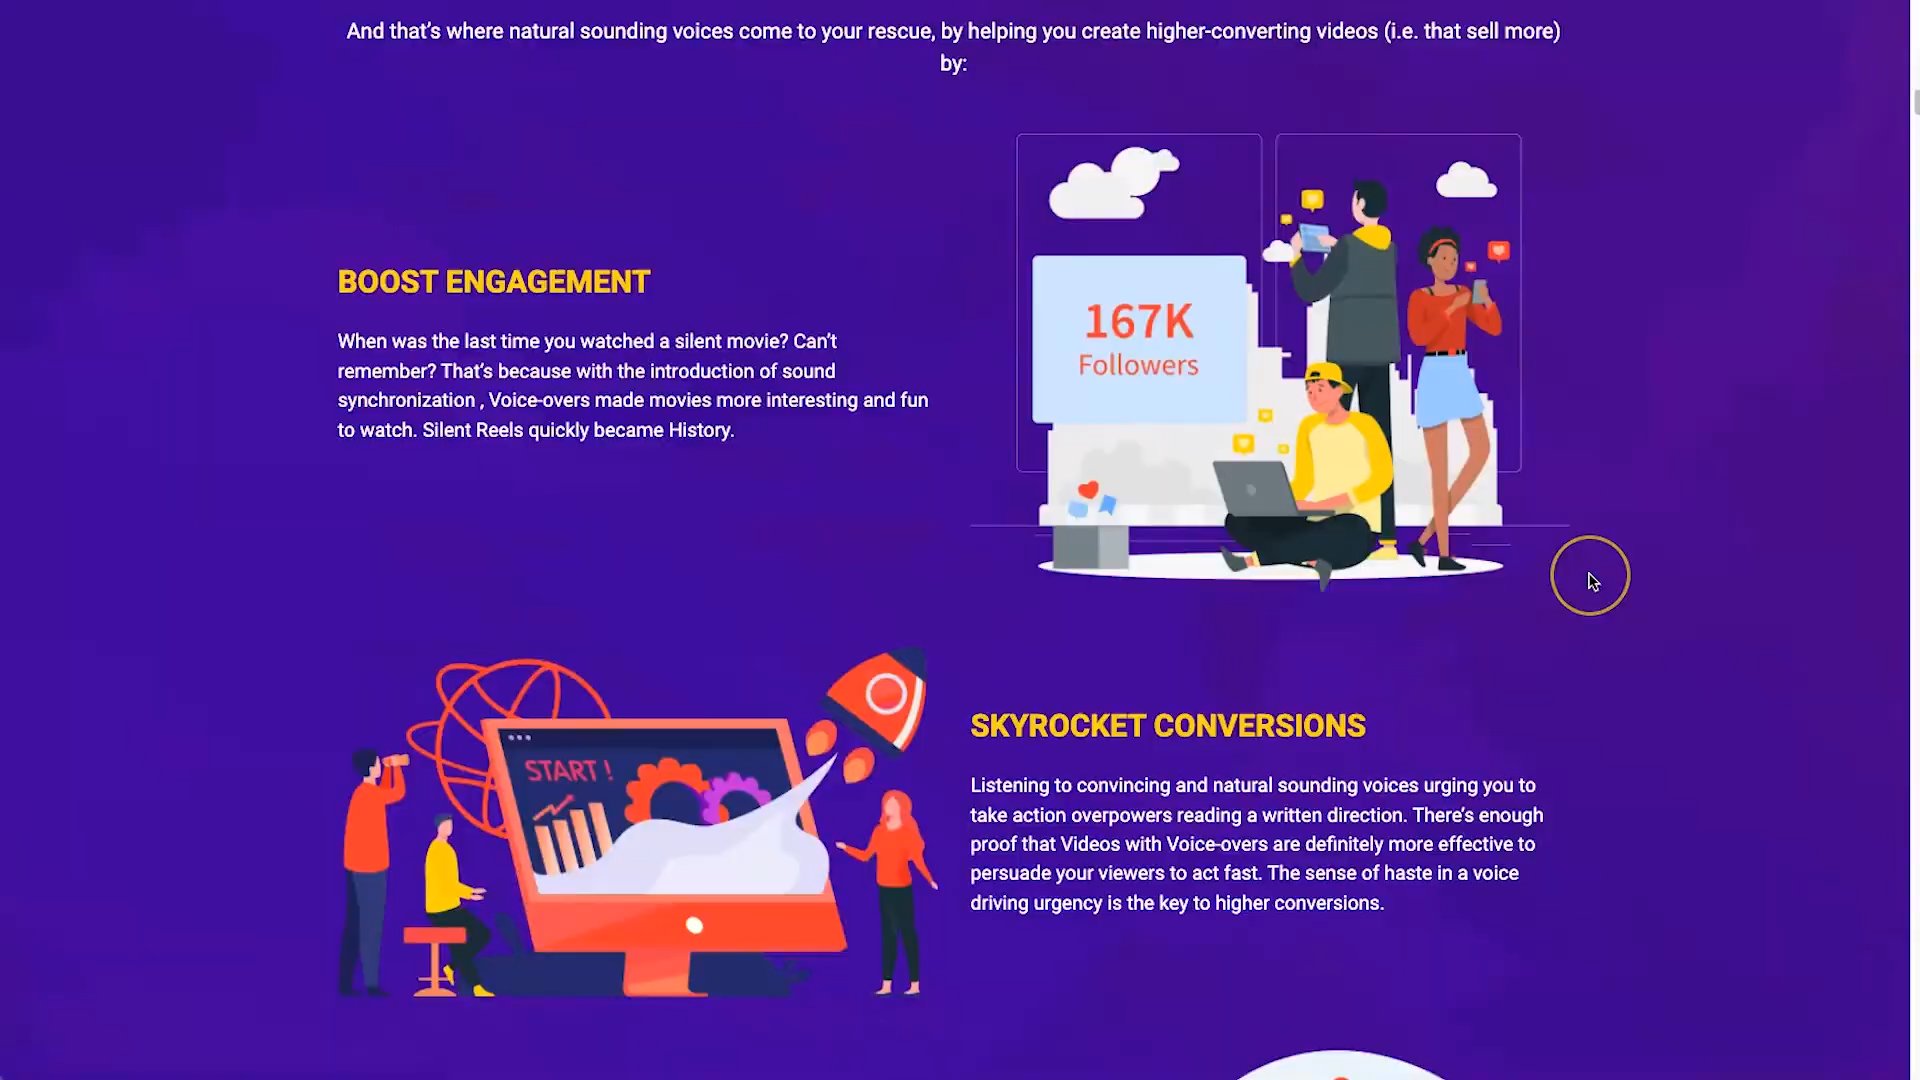 And that's where natural sounding voices come to your rescue, by helping you create higher-converting videos (i.e. that sell more)
by:
BOOST ENGAGEMENT
When was the last time you watched a silent movie? Can't
remember? That's because with the introduction of sound
synchronization , Voice-overs made movies more interesting and fun
to watch. Silent Reels quickly became History.
167K
Followers
START !
SKYROCKET CONVERSIONS
Listening to convincing and natural sounding voices urging you to
take action overpowers reading a written direction. There's enough
proof that Videos with Voice-overs are definitely more effective to
persuade your viewers to act fast. The sense of haste in a voice
driving urgency is the key to higher conversions.